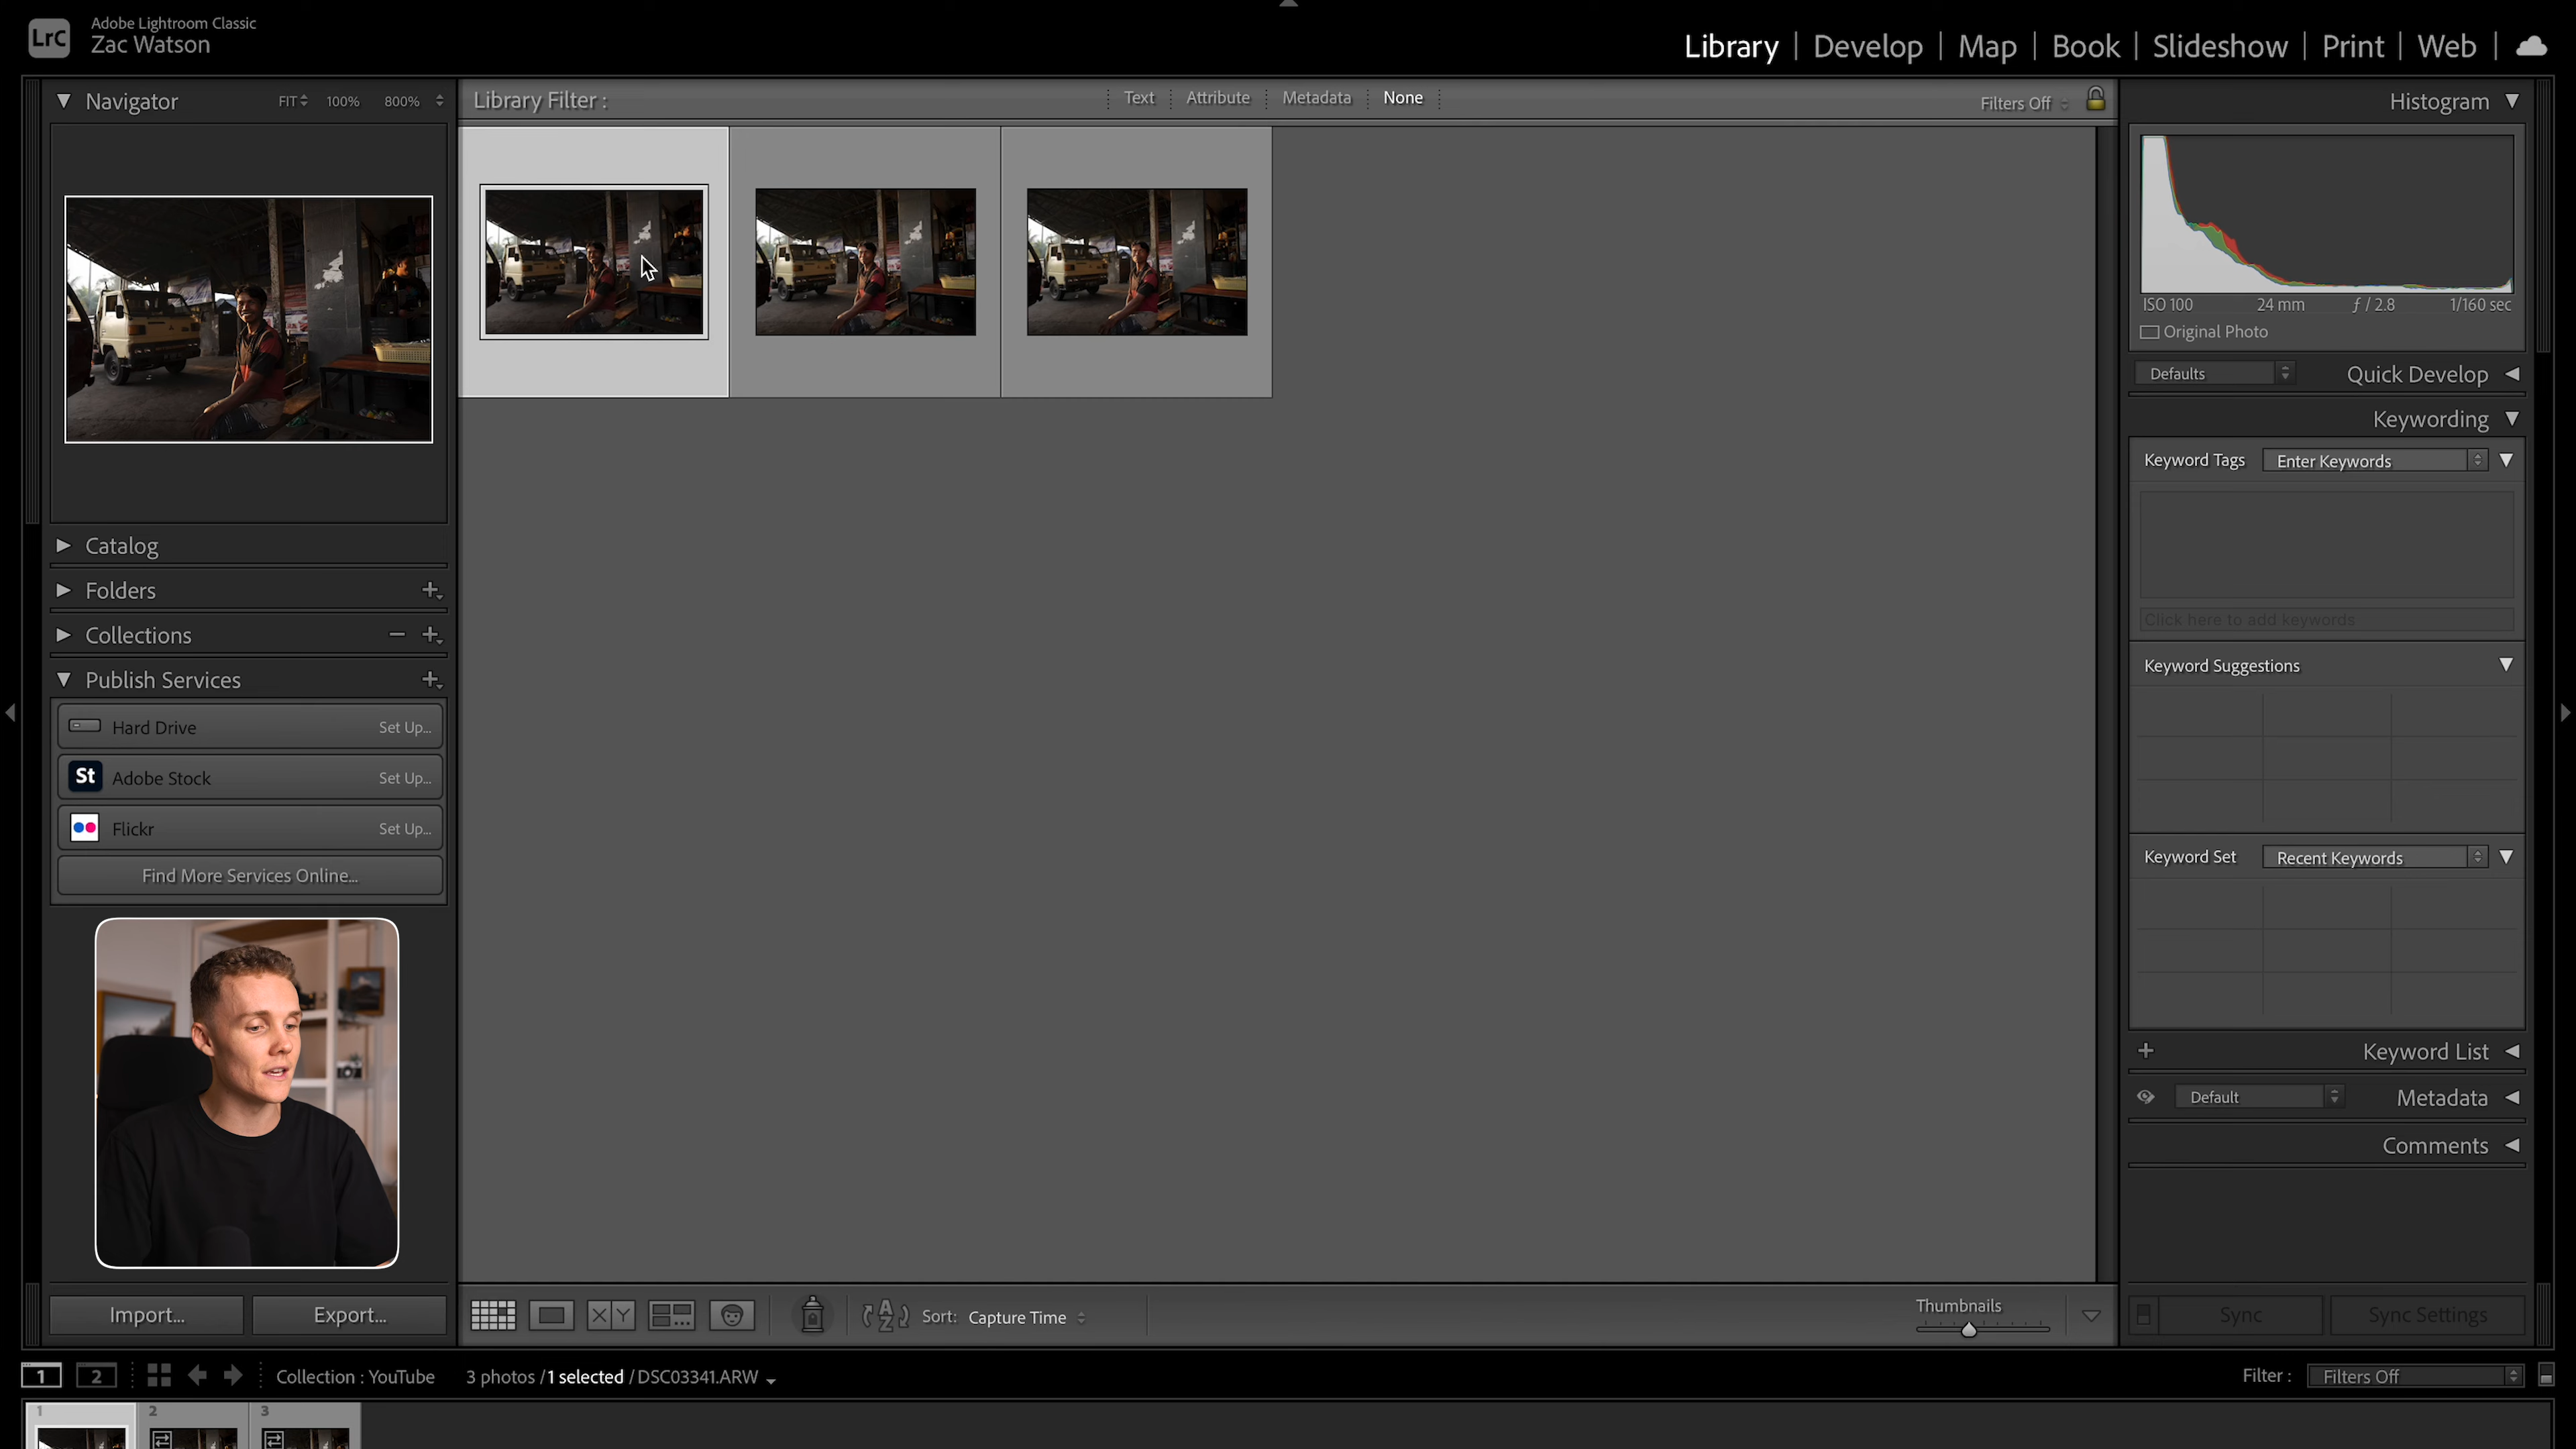 LrC
Adobe Lightroom Classic
Zac Watson
Library | Develop | Map | Book | Slideshow | Print | Web
Navigator FIT 100% 800%
Library Filter : Text Attribute Metadata None Filters Off
Histogram
ISO 100 24 mm ƒ / 2.8 1/160 sec
Original Photo
Defaults Quick Develop
Keywording
Keyword Tags Enter Keywords
Click here to add keywords
Keyword Suggestions
Keyword Set Recent Keywords
Keyword List
Default Metadata
Comments
Catalog
Folders
Collections
Publish Services
Hard Drive Set Up...
St Adobe Stock Set Up...
Flickr Set Up...
Find More Services Online...
Import... Export...
X Y
A
Z
Sort: Capture Time
Thumbnails
Sync Sync Settings
1 2 Collection : YouTube 3 photos / 1 selected / DSC03341.ARW
Filter : Filters Off
1 2 3